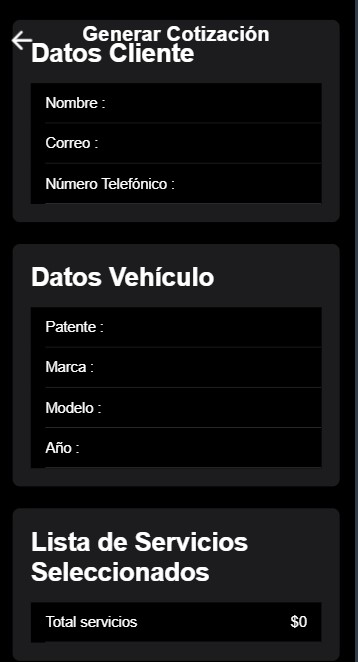 Generar Cotización
Datos Cliente
Nombre :
Correo :
Número Telefónico :
Datos Vehículo
Patente :
Marca :
Modelo :
Año :
Lista de Servicios
Seleccionados
Total servicios $0